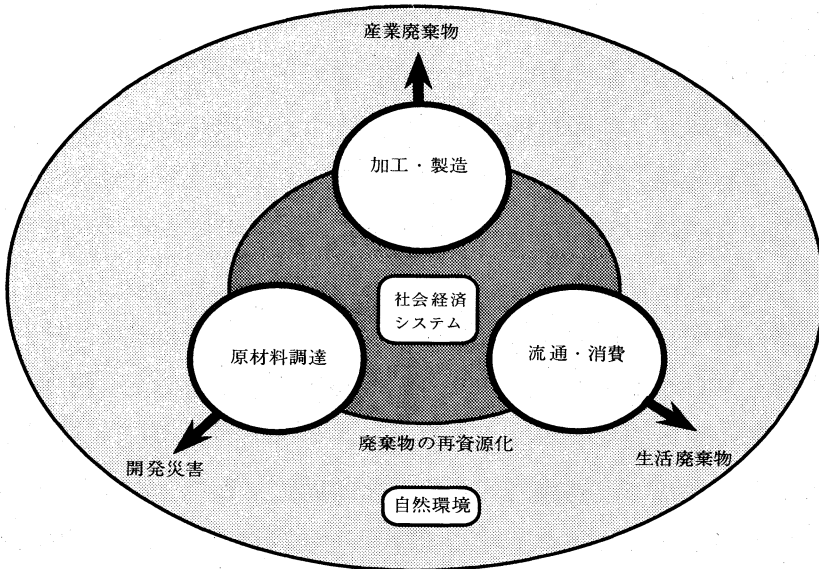 産業廃棄物
加工・製造
社会経済
システム
原材料調達
流通・消費
廃棄物の再資源化
開発災害
生活廃棄物
自然環境